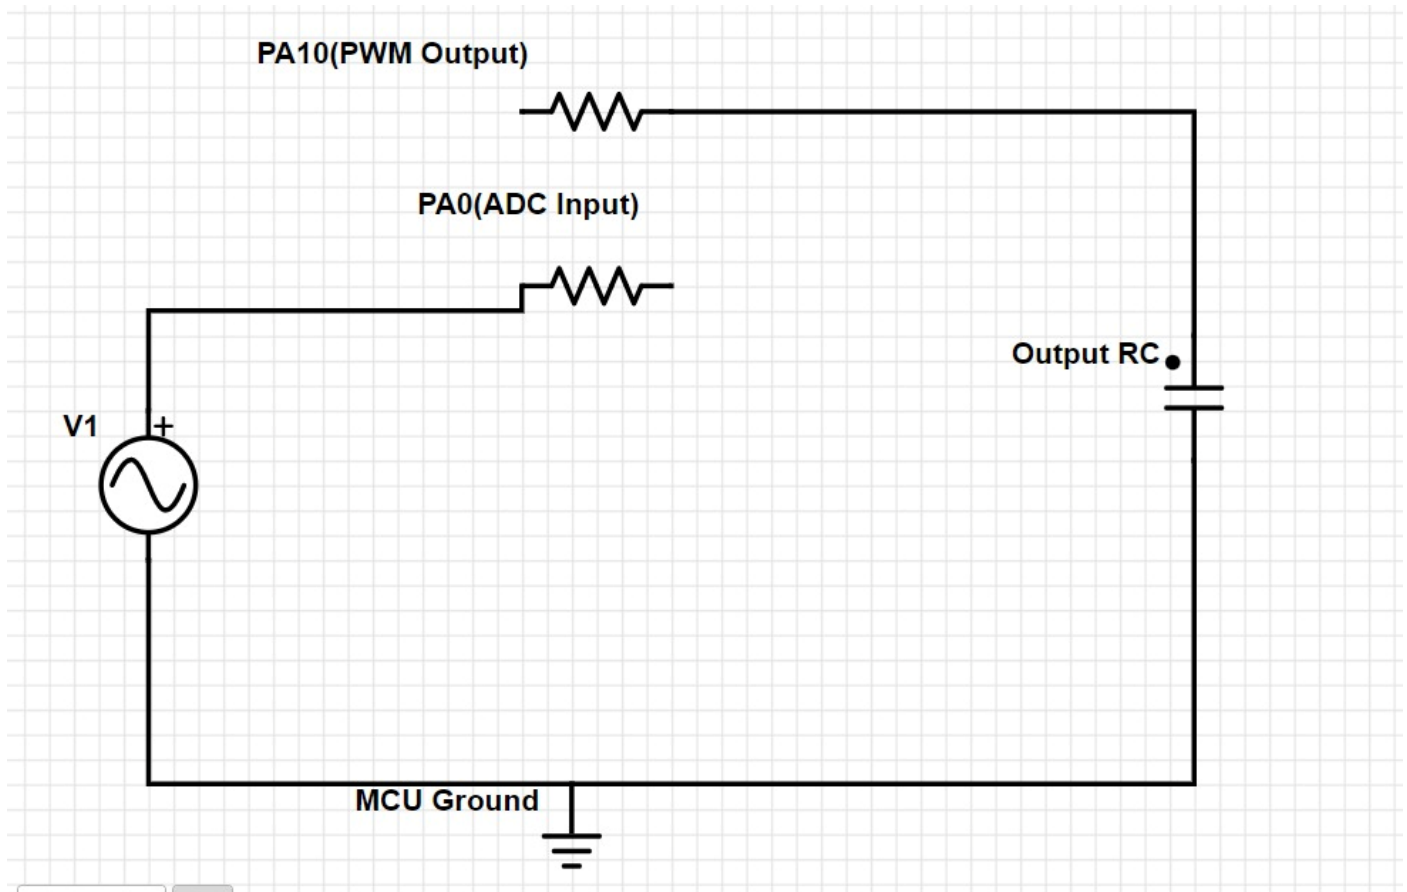 PA10(PWM Output)
PA0(ADC Input)
Output RC
V1
+
MCU Ground